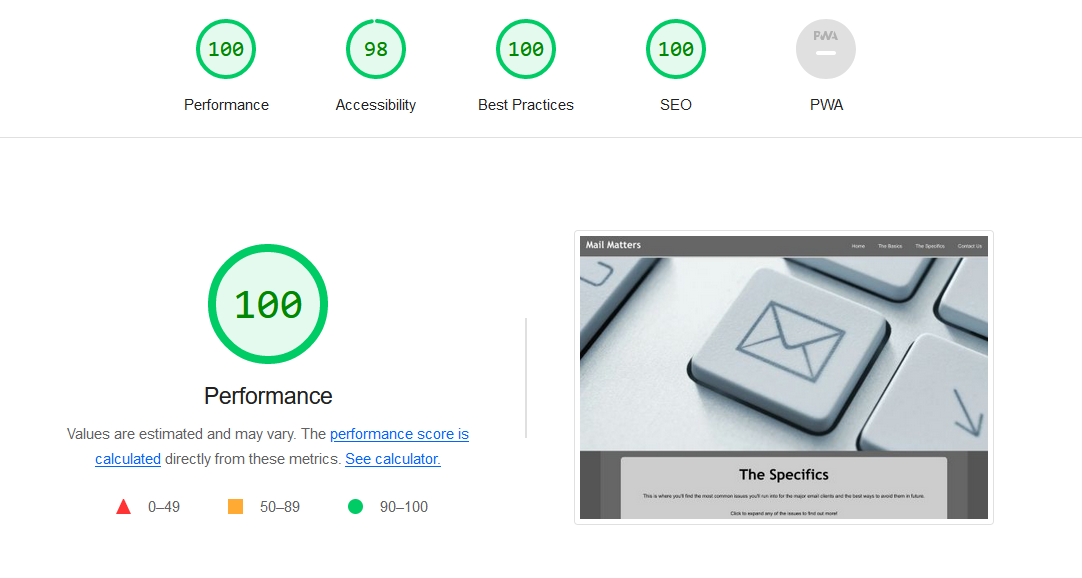 100
98
100
100
PWA
Performance
Accessibility
Best Practices
SEO
PWA
100
Performance
Values are estimated and may vary. The performance score is
calculated directly from these metrics. See calculator.
0–49
50–89
90–100
Mail Matters
Home
The Basics
The Specifics
Contact Us
The Specifics
This is where you'll find the most common issues you'll run into for the major email clients and the best ways to avoid them in future.
Click to expand any of the issues to find out more!